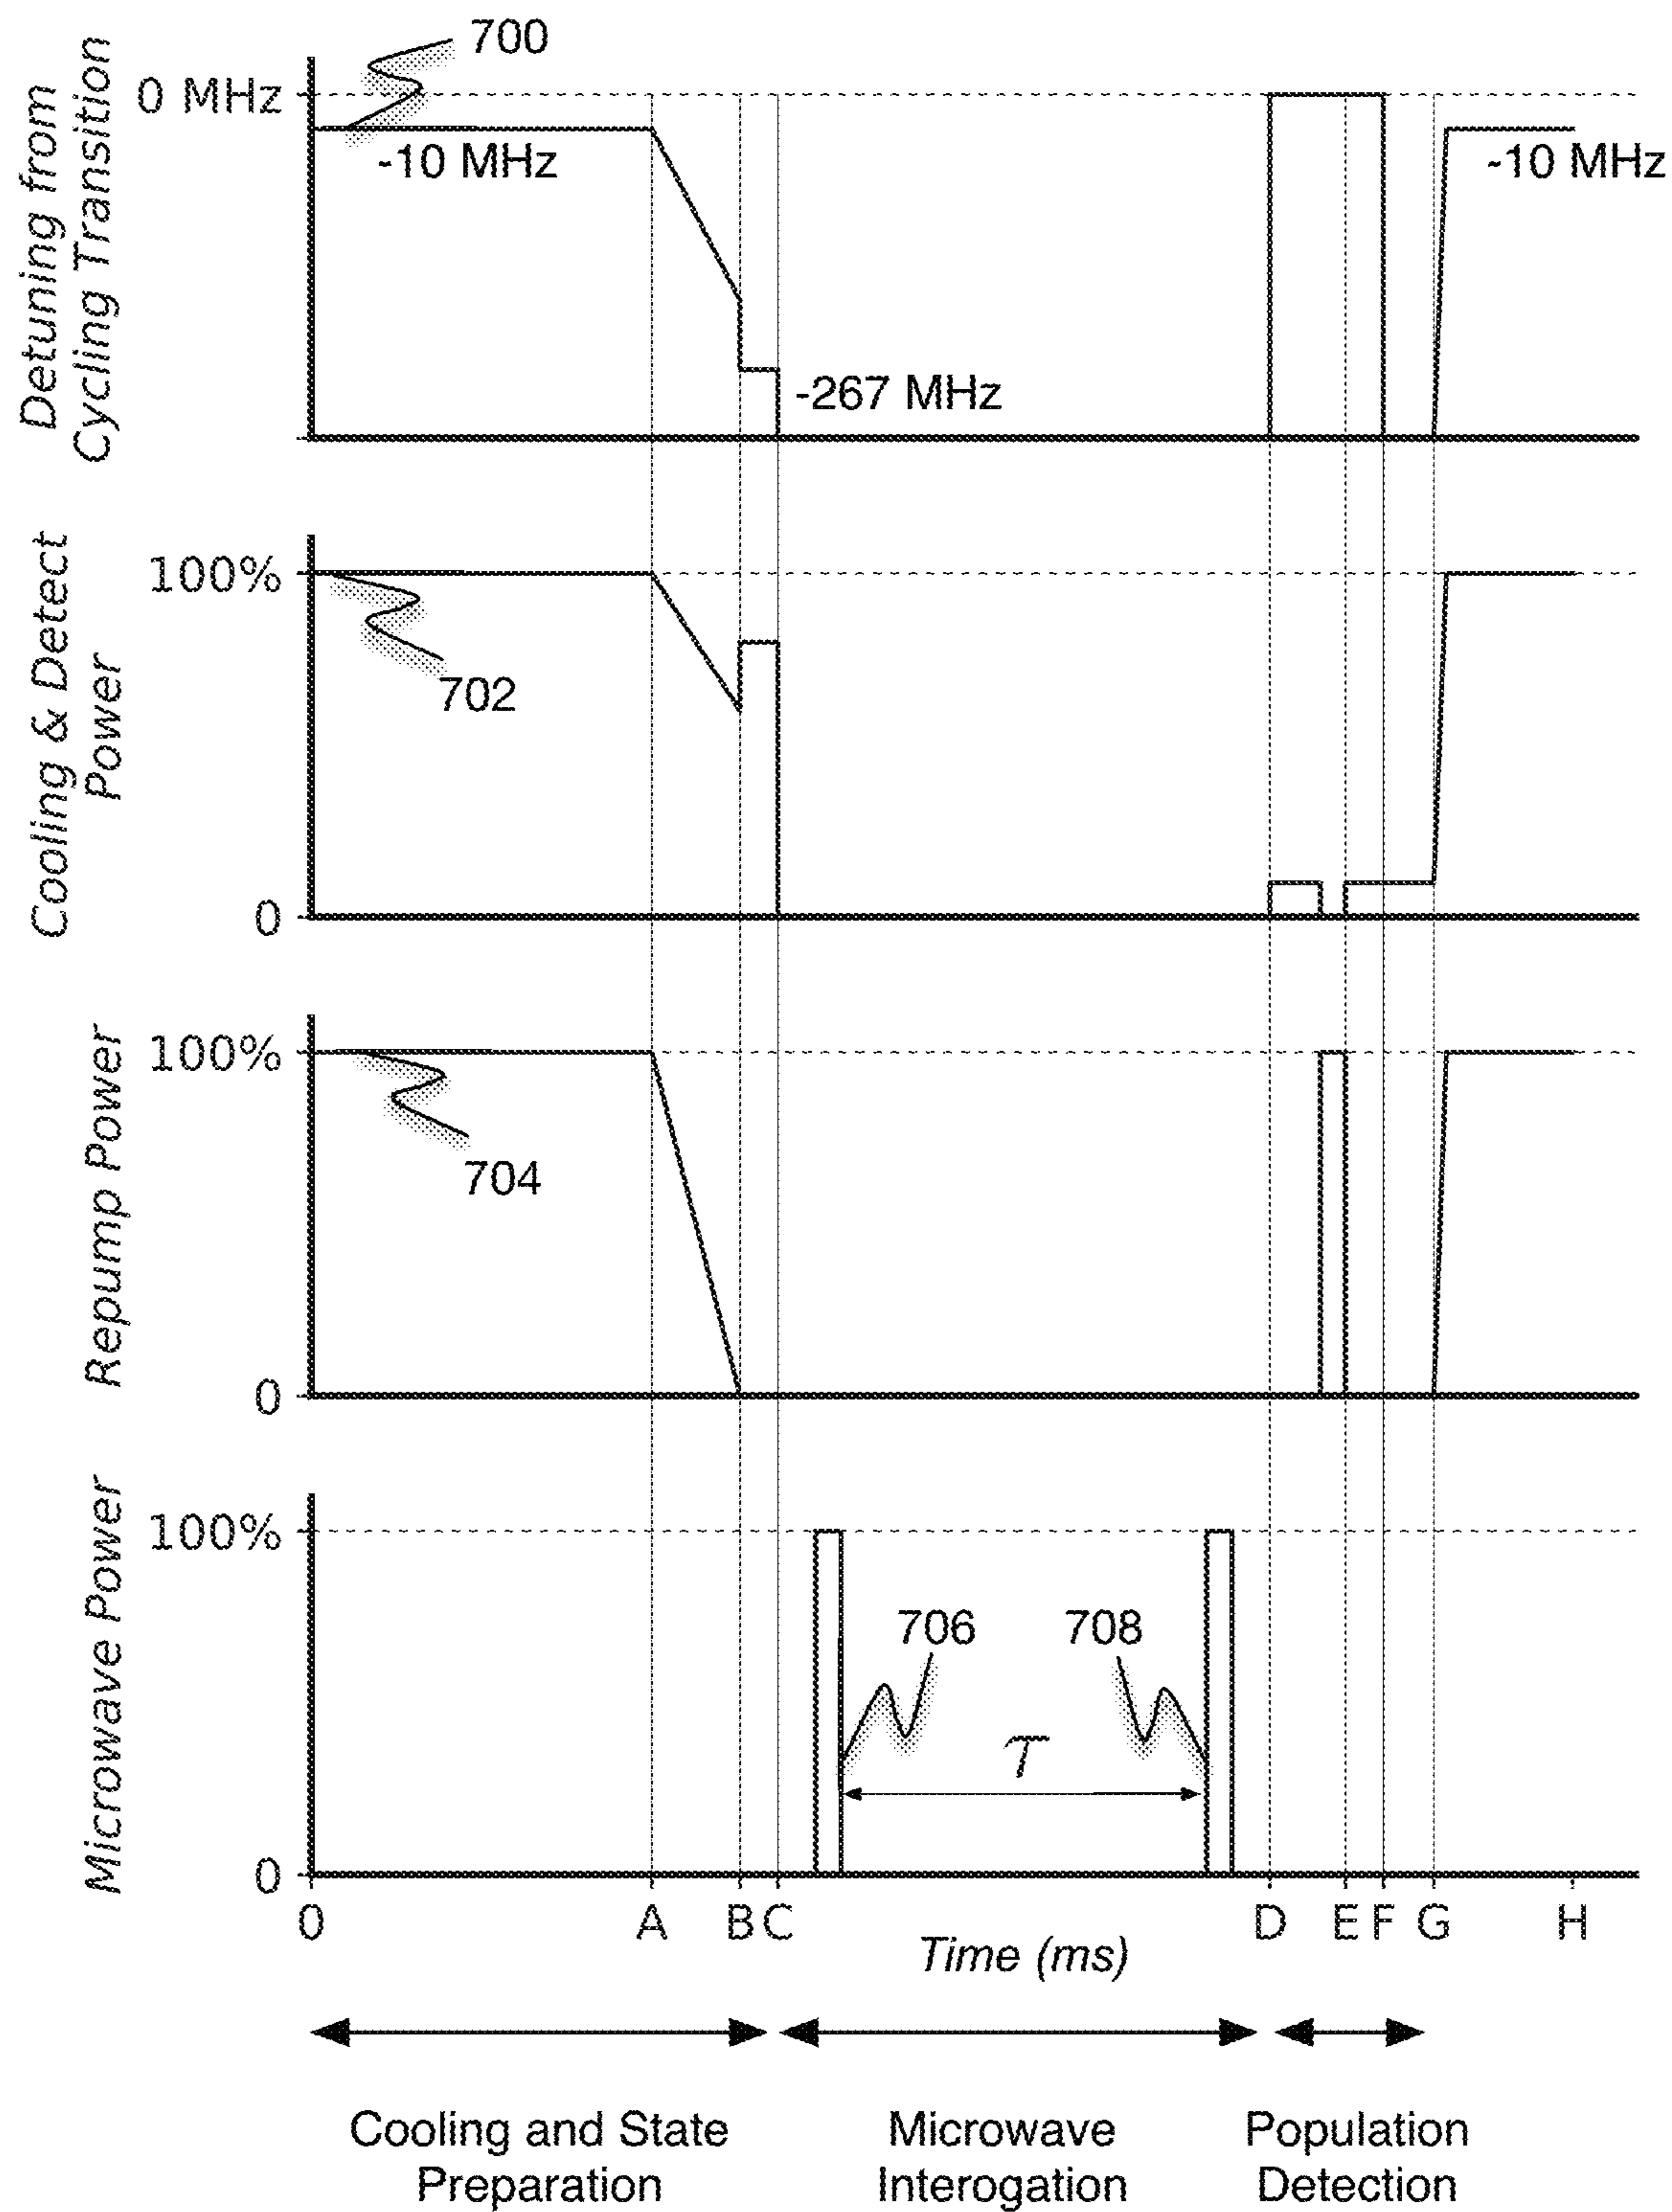 700
Detuning from
Cycling Transition
0 MHz
-10 MHz
-10 MHz
-267 MHz
Cooling & Detect
Power
100%
702
0
Repump Power
100%
704
0
Microwave Power
100%
706
708
τ
0
0
A
B
C
D
E
F
G
H
Time (ms)
Cooling and State
Preparation
Microwave
Interogation
Population
Detection